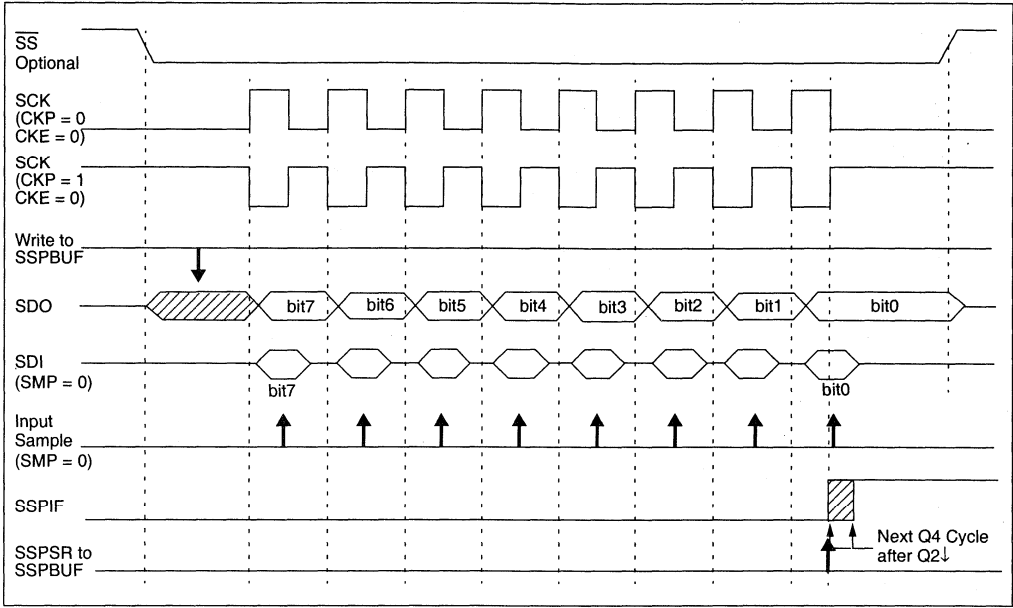 SS
Optional
SCK
(CKP = 0
CKE = 0)
SCK
(CKP = 1
CKE = 0)
Write to
SSPBUF
SDO
bit7 bit6 bit5 bit4 bit3 bit2 bit1 bit0
SDI
(SMP = 0)
bit7 bit0
Input
Sample
(SMP = 0)
SSPIF
Next Q4 Cycle
after Q2↓
SSPSR to
SSPBUF